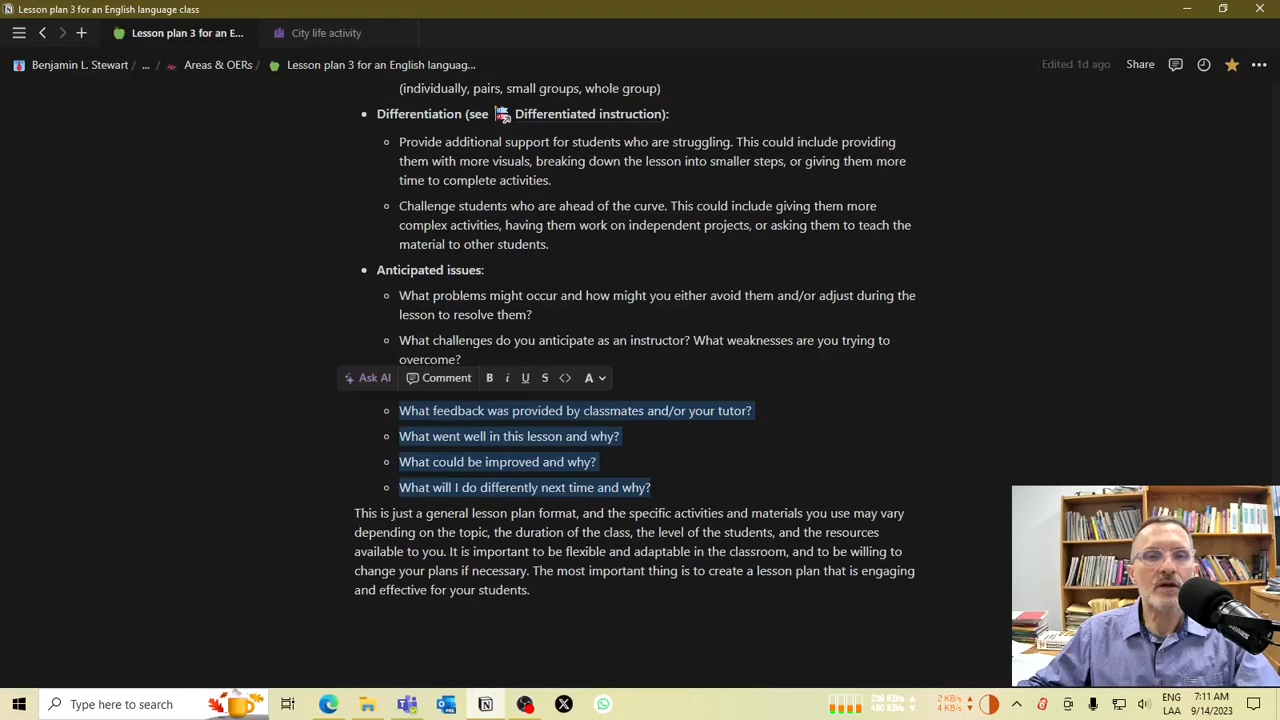 Lesson plan 3 for an English language class
Lesson plan 3 for an E...
City life activity
Benjamin L. Stewart / ... / Areas & OERs / Lesson plan 3 for an English languag...
Edited 1d ago Share
(individually, pairs, small groups, whole group)
Differentiation (see Differentiated instruction):
Provide additional support for students who are struggling. This could include providing
them with more visuals, breaking down the lesson into smaller steps, or giving them more
time to complete activities.
Challenge students who are ahead of the curve. This could include giving them more
complex activities, having them work on independent projects, or asking them to teach the
material to other students.
Anticipated issues:
What problems might occur and how might you either avoid them and/or adjust during the
lesson to resolve them?
What challenges do you anticipate as an instructor? What weaknesses are you trying to
overcome?
Ask AI Comment B i U S <> A
What feedback was provided by classmates and/or your tutor?
What went well in this lesson and why?
What could be improved and why?
What will I do differently next time and why?
This is just a general lesson plan format, and the specific activities and materials you use may vary
depending on the topic, the duration of the class, the level of the students, and the resources
available to you. It is important to be flexible and adaptable in the classroom, and to be willing to
change your plans if necessary. The most important thing is to create a lesson plan that is engaging
and effective for your students.
Type here to search
2 KB/s
4 KB/s
ENG
LAA
7:11 AM
9/14/2023